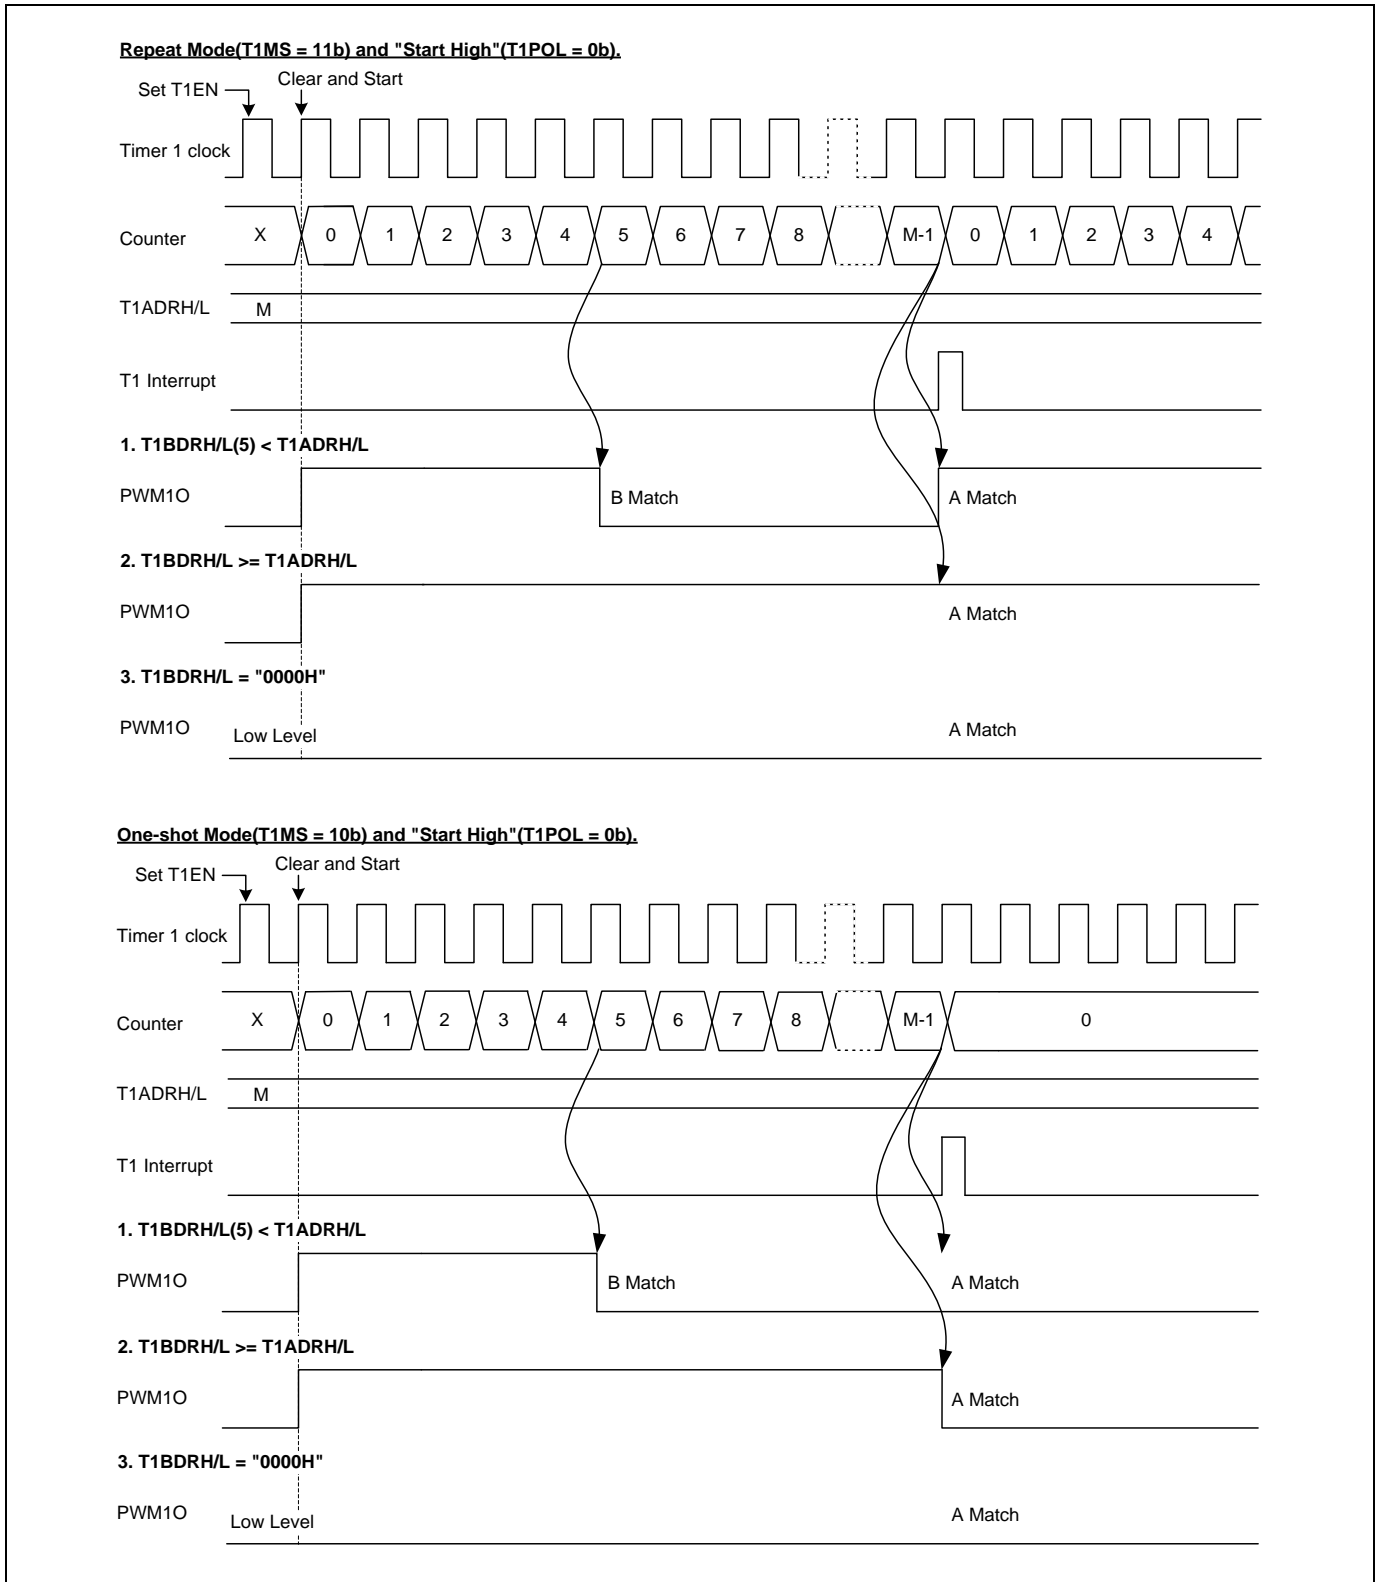 Repeat Mode(T1MS = 11b) and "Start High"(T1POL = 0b).
Set T1EN
Clear and Start
Timer 1 clock
Counter X 0 1 2 3 4 5 6 7 8 M-1 0 1 2 3 4
T1ADRH/L M
T1 Interrupt
1. T1BDRH/L(5) < T1ADRH/L
PWM1O B Match A Match
2. T1BDRH/L >= T1ADRH/L
PWM1O A Match
3. T1BDRH/L = "0000H"
PWM1O Low Level A Match
One-shot Mode(T1MS = 10b) and "Start High"(T1POL = 0b).
Set T1EN
Clear and Start
Timer 1 clock
Counter X 0 1 2 3 4 5 6 7 8 M-1 0
T1ADRH/L M
T1 Interrupt
1. T1BDRH/L(5) < T1ADRH/L
PWM1O B Match A Match
2. T1BDRH/L >= T1ADRH/L
PWM1O A Match
3. T1BDRH/L = "0000H"
PWM1O Low Level A Match